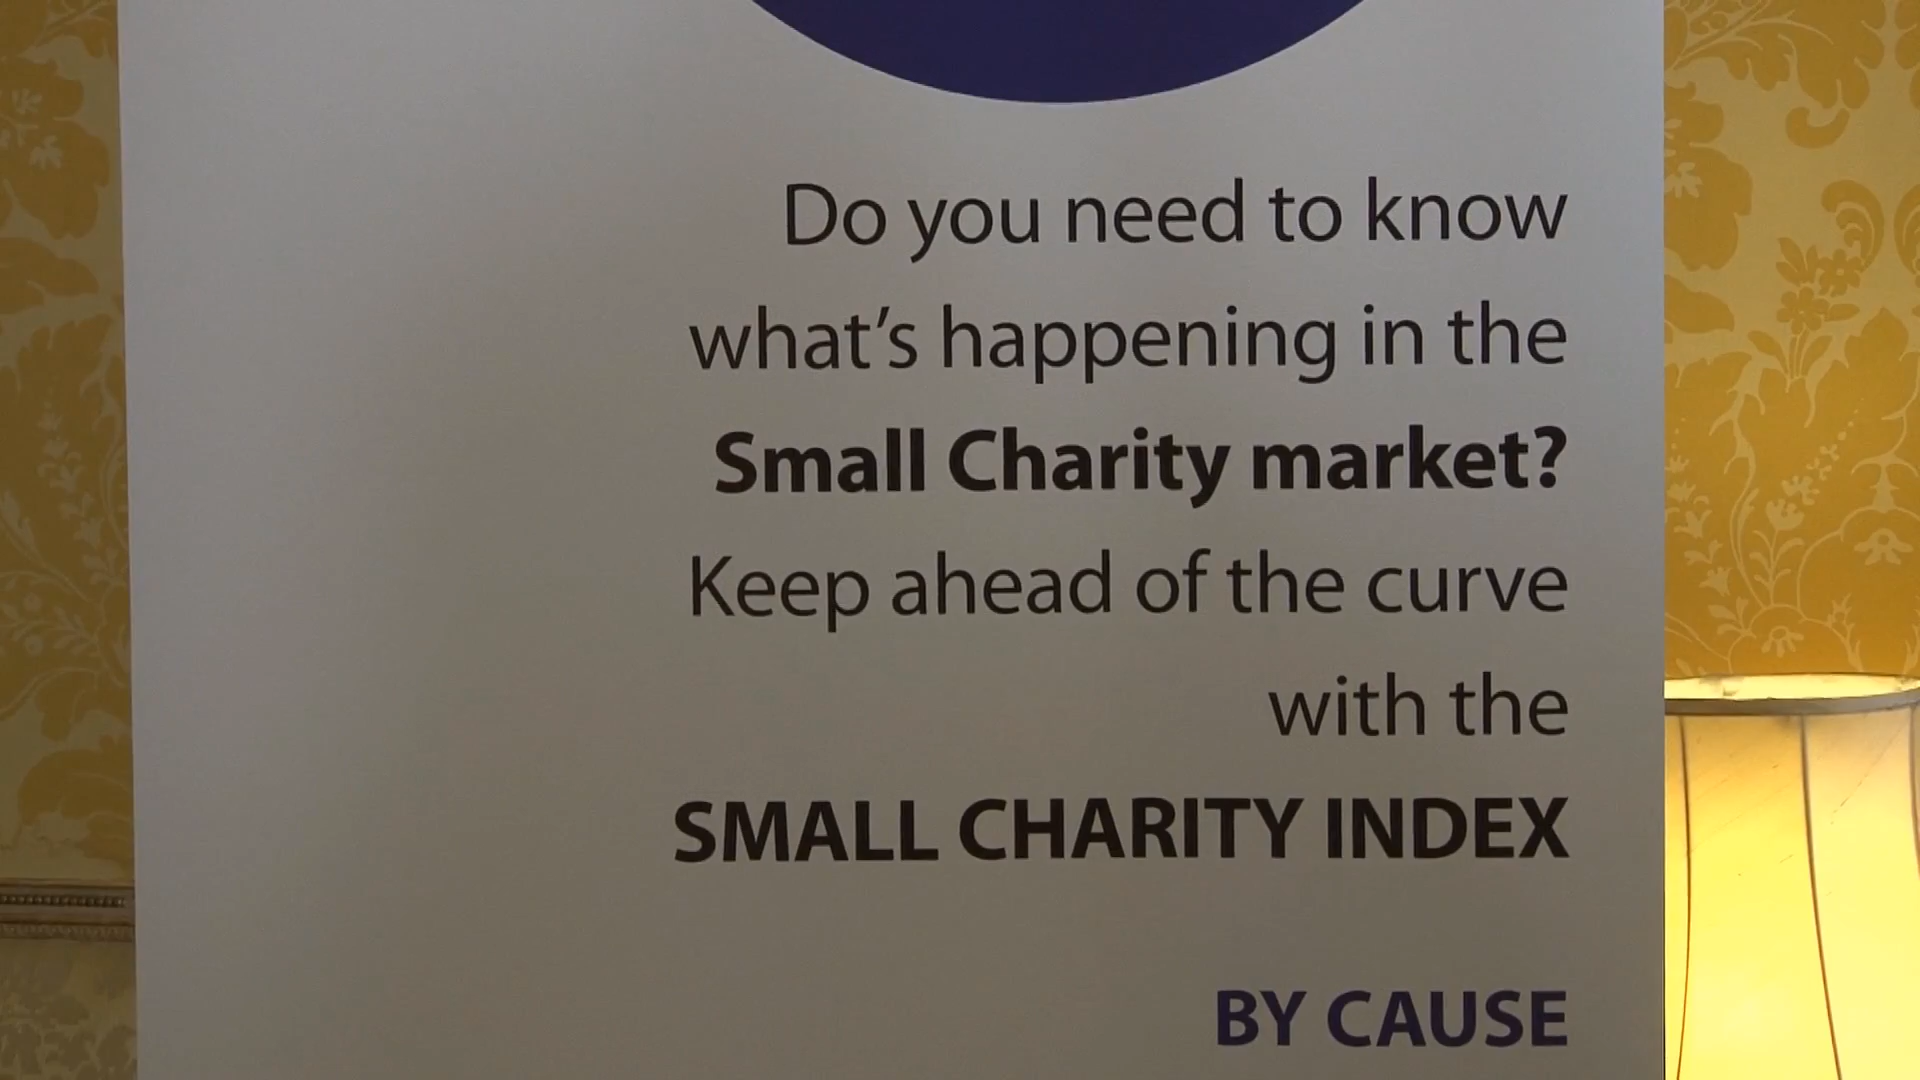 Do you need to know
what’s happening in the
Small Charity market?
Keep ahead of the curve
with the
SMALL CHARITY INDEX
BY CAUSE